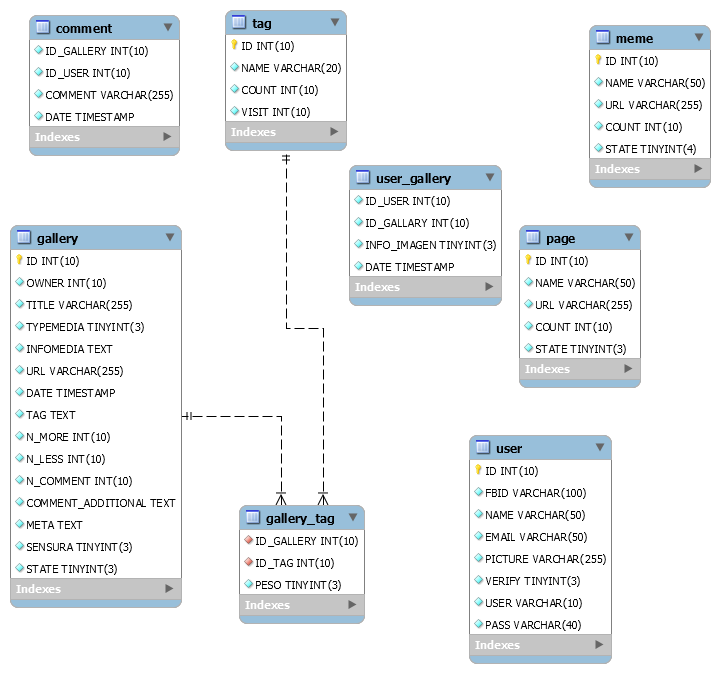 comment
ID_GALLERY INT(10)
ID_USER INT(10)
COMMENT VARCHAR(255)
DATE TIMESTAMP
Indexes
tag
ID INT(10)
NAME VARCHAR(20)
COUNT INT(10)
VISIT INT(10)
Indexes
meme
ID INT(10)
NAME VARCHAR(50)
URL VARCHAR(255)
COUNT INT(10)
STATE TINYINT(4)
Indexes
user_gallery
ID_USER INT(10)
ID_GALLARY INT(10)
INFO_IMAGEN TINYINT(3)
DATE TIMESTAMP
Indexes
gallery
ID INT(10)
OWNER INT(10)
TITLE VARCHAR(255)
TYPEMEDIA TINYINT(3)
INFOMEDIA TEXT
URL VARCHAR(255)
DATE TIMESTAMP
TAG TEXT
N_MORE INT(10)
N_LESS INT(10)
N_COMMENT INT(10)
COMMENT_ADDITIONAL TEXT
META TEXT
SENSURA TINYINT(3)
STATE TINYINT(3)
Indexes
page
ID INT(10)
NAME VARCHAR(50)
URL VARCHAR(255)
COUNT INT(10)
STATE TINYINT(3)
Indexes
gallery_tag
ID_GALLERY INT(10)
ID_TAG INT(10)
PESO TINYINT(3)
Indexes
user
ID INT(10)
FBID VARCHAR(100)
NAME VARCHAR(50)
EMAIL VARCHAR(50)
PICTURE VARCHAR(255)
VERIFY TINYINT(3)
USER VARCHAR(10)
PASS VARCHAR(40)
Indexes